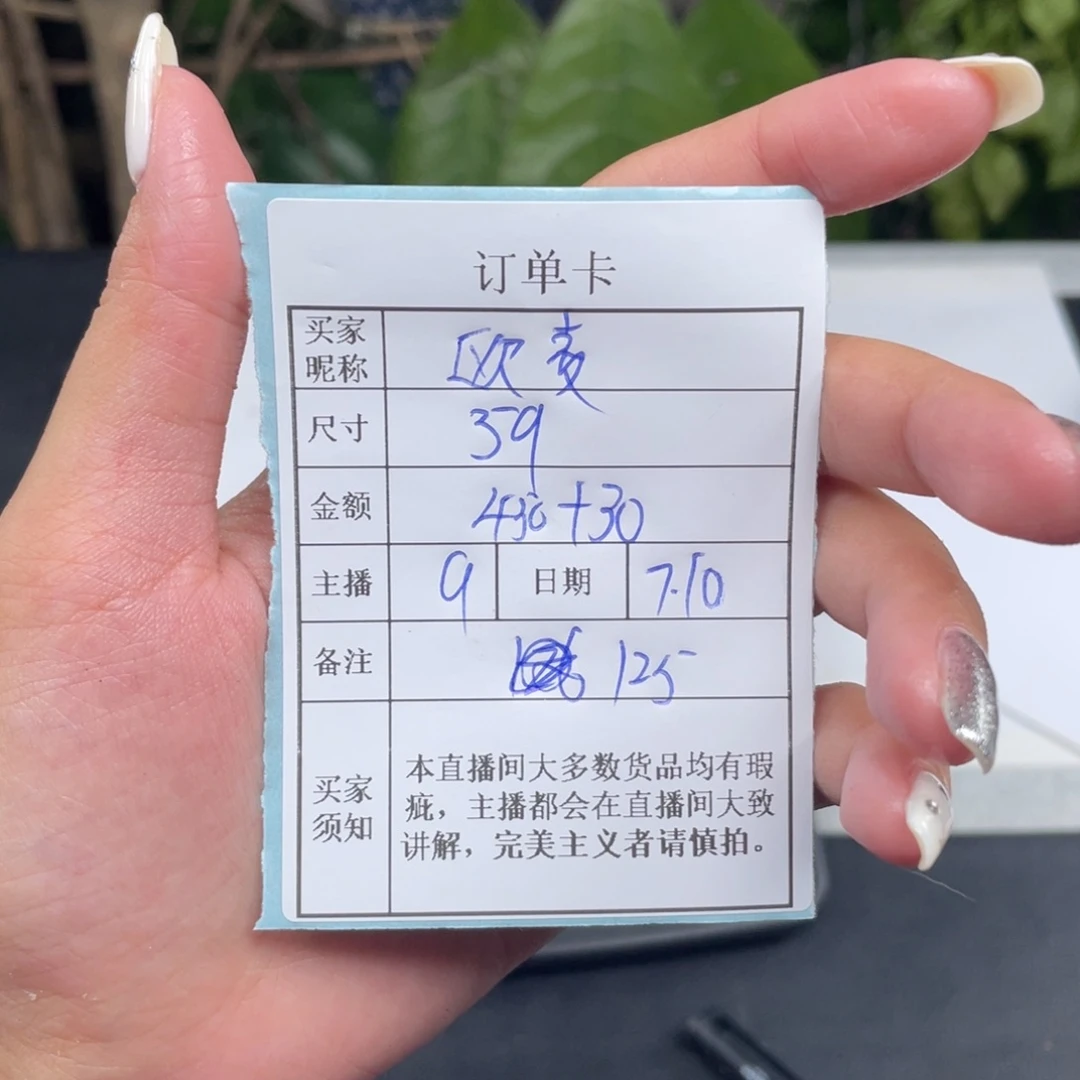 订单卡
买家昵称 欧麦
尺寸 59
金额 430+30
主播 9 日期 7.10
备注 125
买家须知 本直播间大多数货品均有瑕
疵，主播都会在直播间大致
讲解，完美主义者请慎拍。